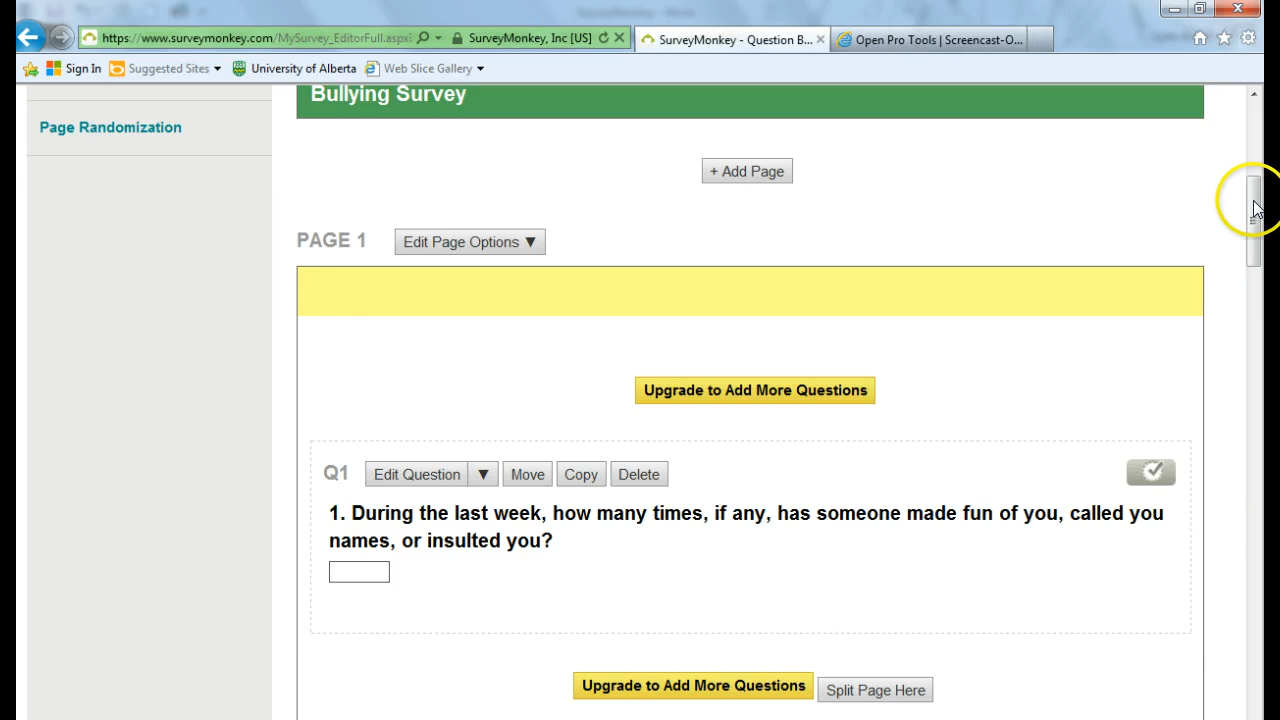 https://www.surveymonkey.com/MySurvey_EditorFull.aspx
SurveyMonkey, Inc [US]
SurveyMonkey - Question B...
Open Pro Tools | Screencast-O...
Sign In
Suggested Sites
University of Alberta
Web Slice Gallery
Bullying Survey
Page Randomization
+ Add Page
PAGE 1
Edit Page Options ▼
Upgrade to Add More Questions
Q1
Edit Question ▼
Move
Copy
Delete
1. During the last week, how many times, if any, has someone made fun of you, called you
names, or insulted you?
Upgrade to Add More Questions
Split Page Here